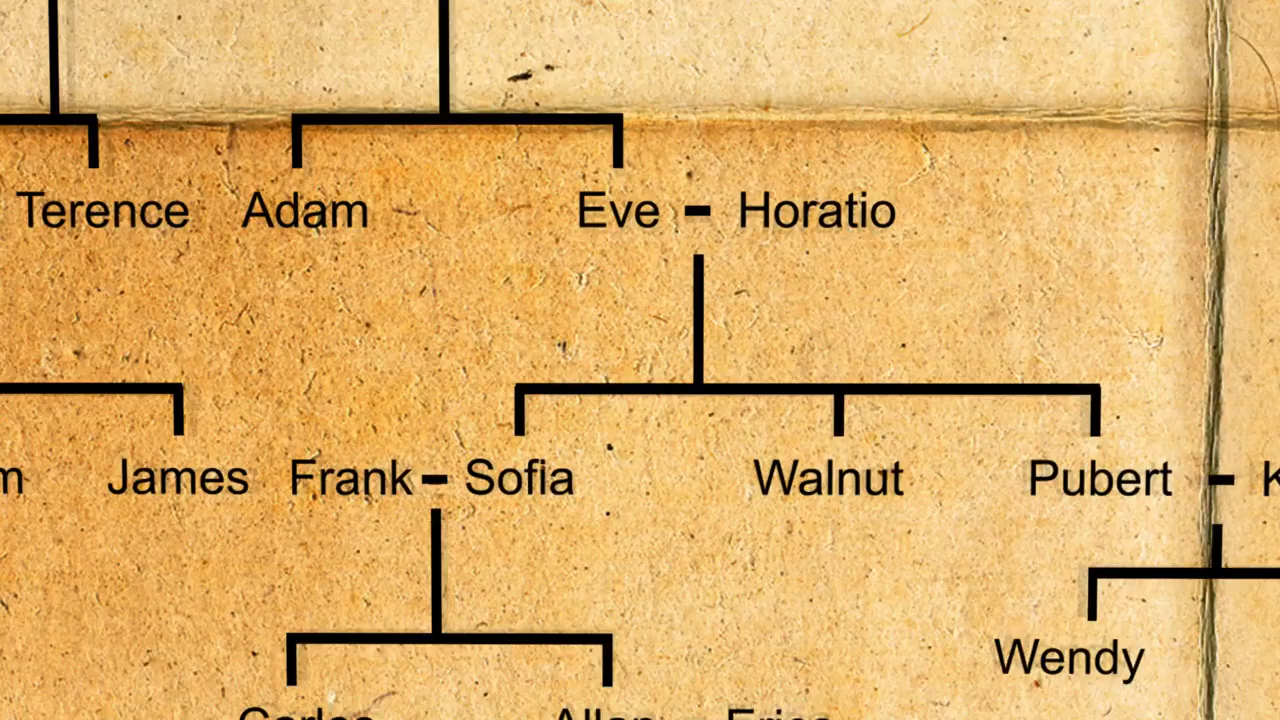 Terence Adam Eve - Horatio
James Frank - Sofia Walnut Pubert -
Wendy